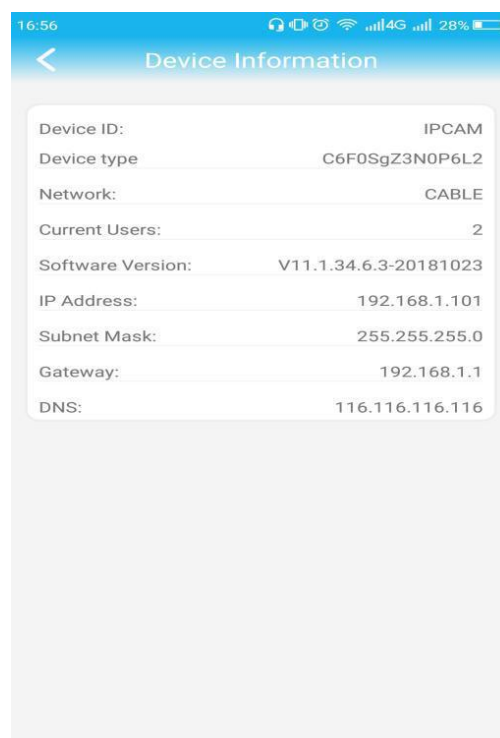 16:56 4G 28%
Device Information
Device ID: IPCAM
Device type C6F0SgZ3N0P6L2
Network: CABLE
Current Users: 2
Software Version: V11.1.34.6.3-20181023
IP Address: 192.168.1.101
Subnet Mask: 255.255.255.0
Gateway: 192.168.1.1
DNS: 116.116.116.116